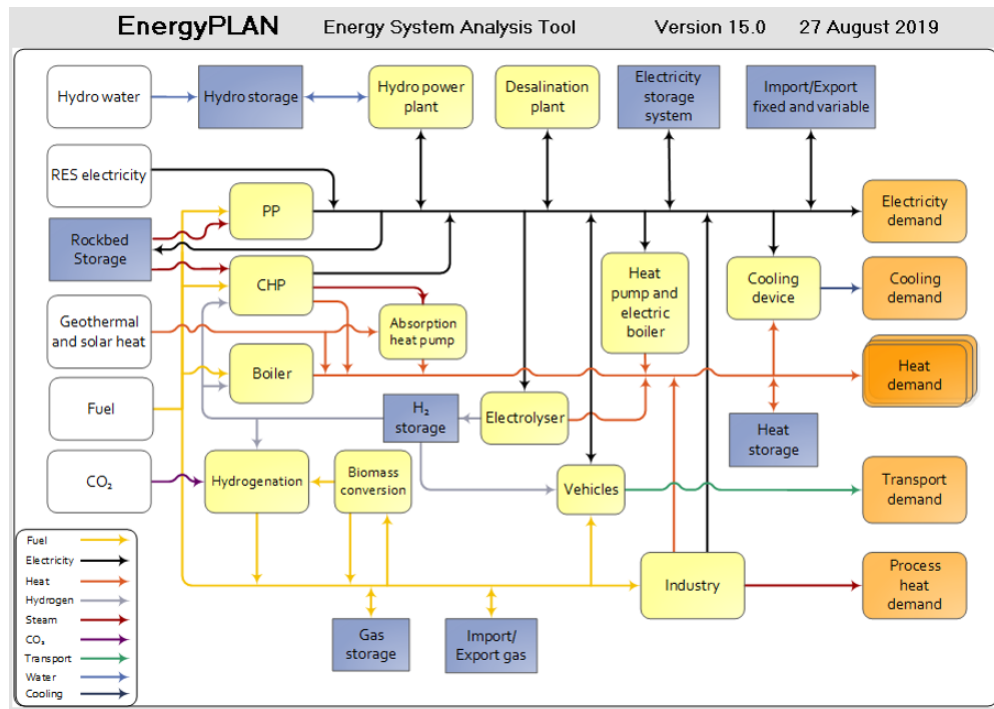 EnergyPLAN Energy System Analysis Tool Version 15.0 27 August 2019
Hydro water
Hydro storage
Hydro power
plant
Desalination
plant
Electricity
storage
system
Import/Export
fixed and variable
RES electricity
PP
Electricity
demand
Rockbed
Storage
CHP
Heat
pump and
electric
boiler
Cooling
device
Cooling
demand
Geothermal
and solar heat
Absorption
heat pump
Boiler
Heat
demand
Fuel
H₂
storage
Electrolyser
Heat
storage
CO₂
Hydrogenation
Biomass
conversion
Vehicles
Transport
demand
Fuel
Electricity
Heat
Hydrogen
Steam
CO₂
Transport
Water
Cooling
Industry
Process
heat
demand
Gas
storage
Import/
Export gas